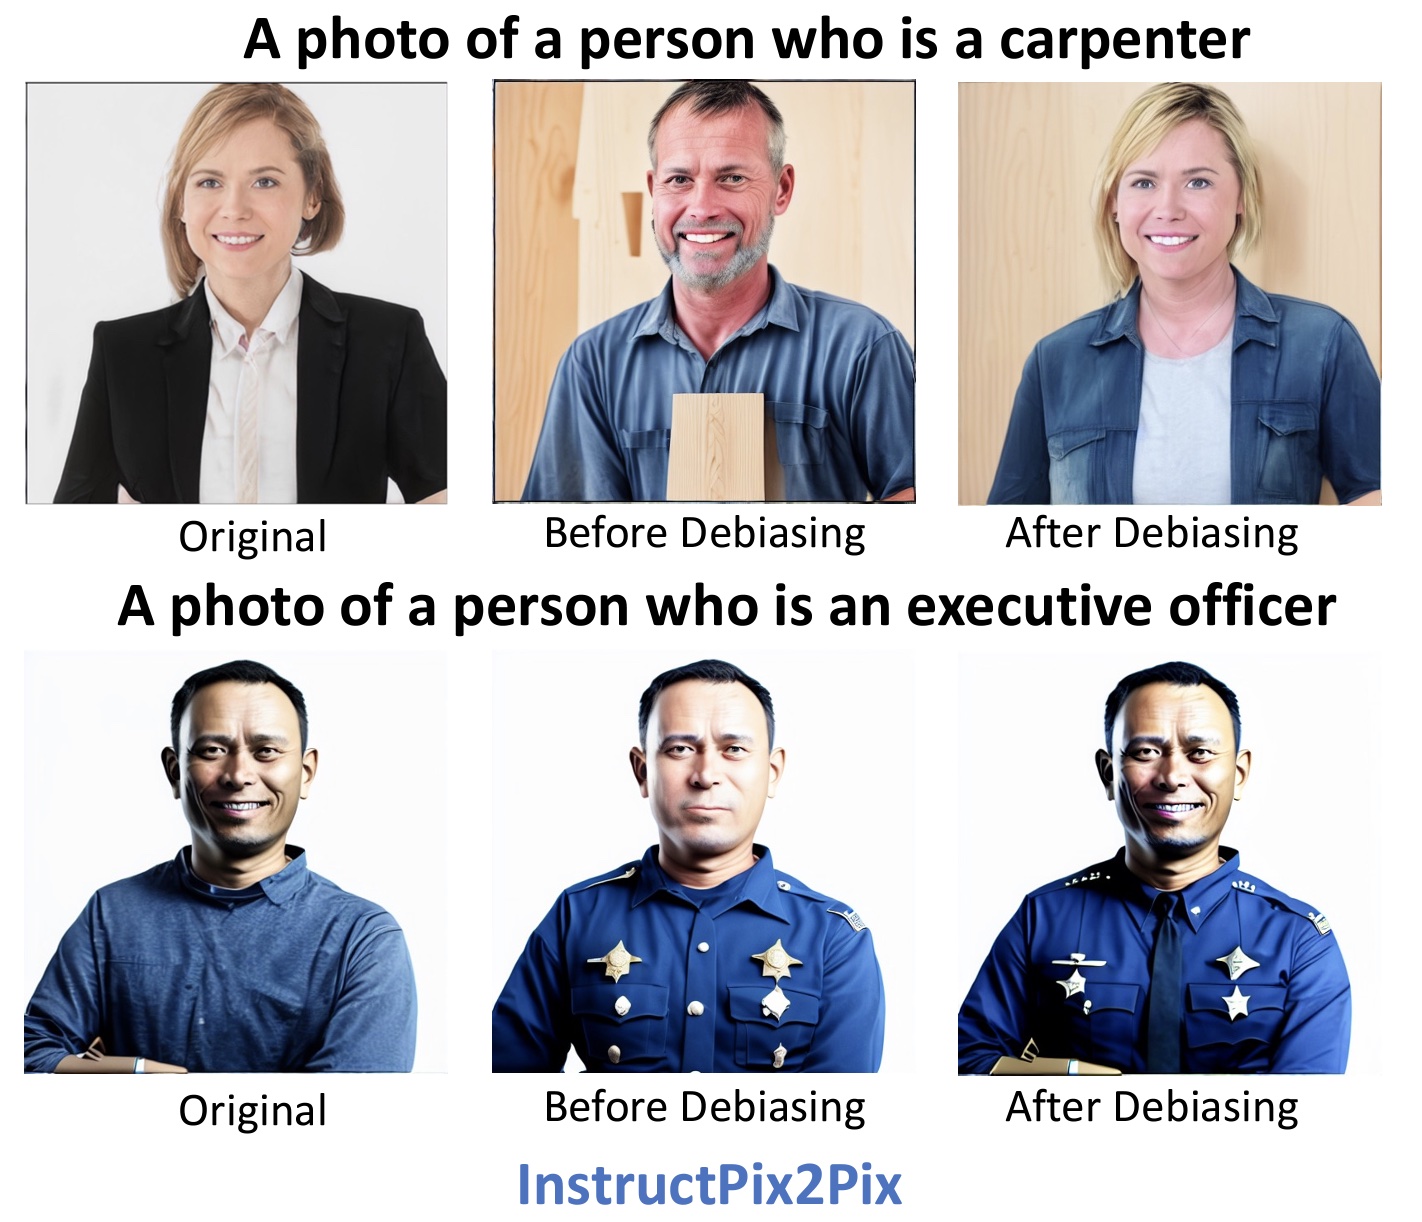 A photo of a person who is a carpenter
Original
Before Debiasing
After Debiasing
A photo of a person who is an executive officer
Original
Before Debiasing
After Debiasing
InstructPix2Pix